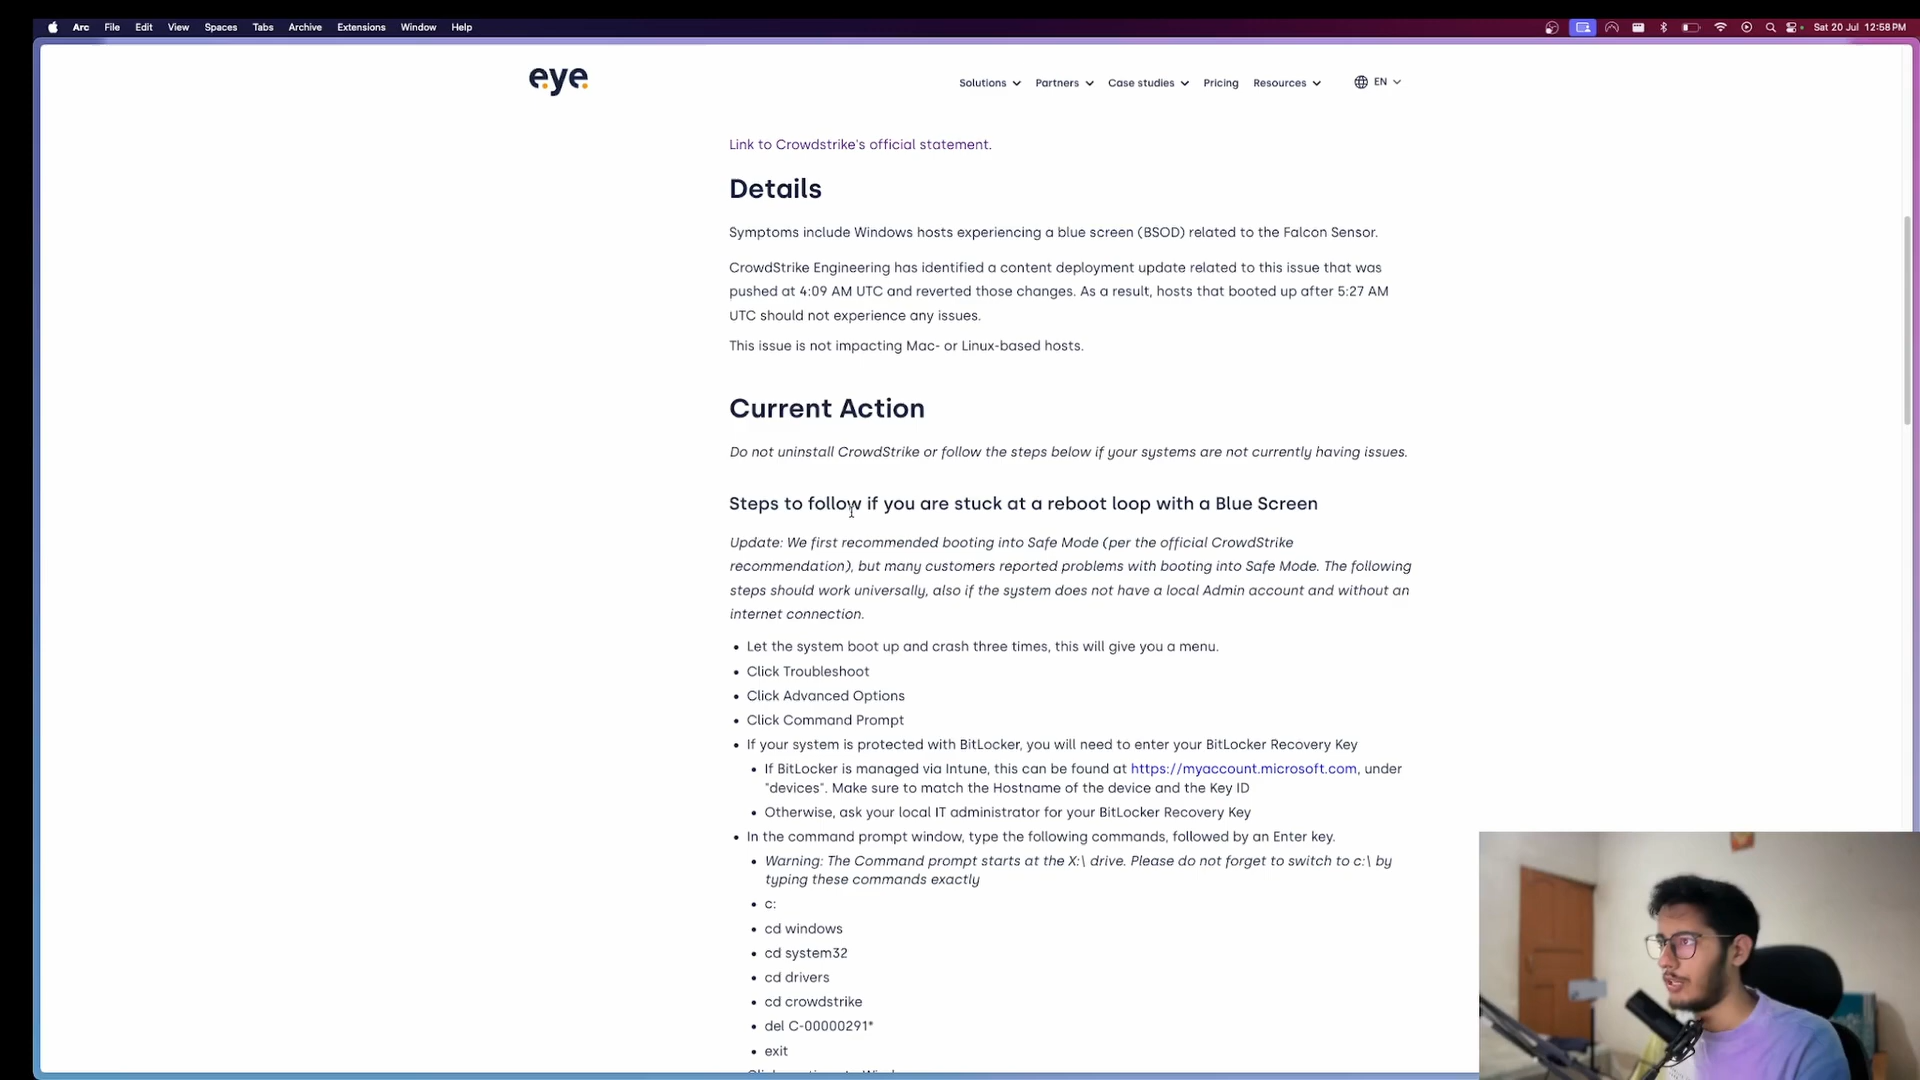 Arc File Edit View Spaces Tabs Archive Extensions Window Help Sat 20 Jul 12:58 PM
eye
Solutions Partners Case studies Pricing Resources EN
Link to Crowdstrike's official statement.
Details
Symptoms include Windows hosts experiencing a blue screen (BSOD) related to the Falcon Sensor.
CrowdStrike Engineering has identified a content deployment update related to this issue that was
pushed at 4:09 AM UTC and reverted those changes. As a result, hosts that booted up after 5:27 AM
UTC should not experience any issues.
This issue is not impacting Mac- or Linux-based hosts.
Current Action
Do not uninstall CrowdStrike or follow the steps below if your systems are not currently having issues.
Steps to follow if you are stuck at a reboot loop with a Blue Screen
Update: We first recommended booting into Safe Mode (per the official CrowdStrike
recommendation), but many customers reported problems with booting into Safe Mode. The following
steps should work universally, also if the system does not have a local Admin account and without an
internet connection.
• Let the system boot up and crash three times, this will give you a menu.
• Click Troubleshoot
• Click Advanced Options
• Click Command Prompt
• If your system is protected with BitLocker, you will need to enter your BitLocker Recovery Key
• If BitLocker is managed via Intune, this can be found at https://myaccount.microsoft.com, under
"devices". Make sure to match the Hostname of the device and the Key ID
• Otherwise, ask your local IT administrator for your BitLocker Recovery Key
• In the command prompt window, type the following commands, followed by an Enter key.
• Warning: The Command prompt starts at the X:\ drive. Please do not forget to switch to c:\ by
typing these commands exactly
• c:
• cd windows
• cd system32
• cd drivers
• cd crowdstrike
• del C-00000291*
• exit